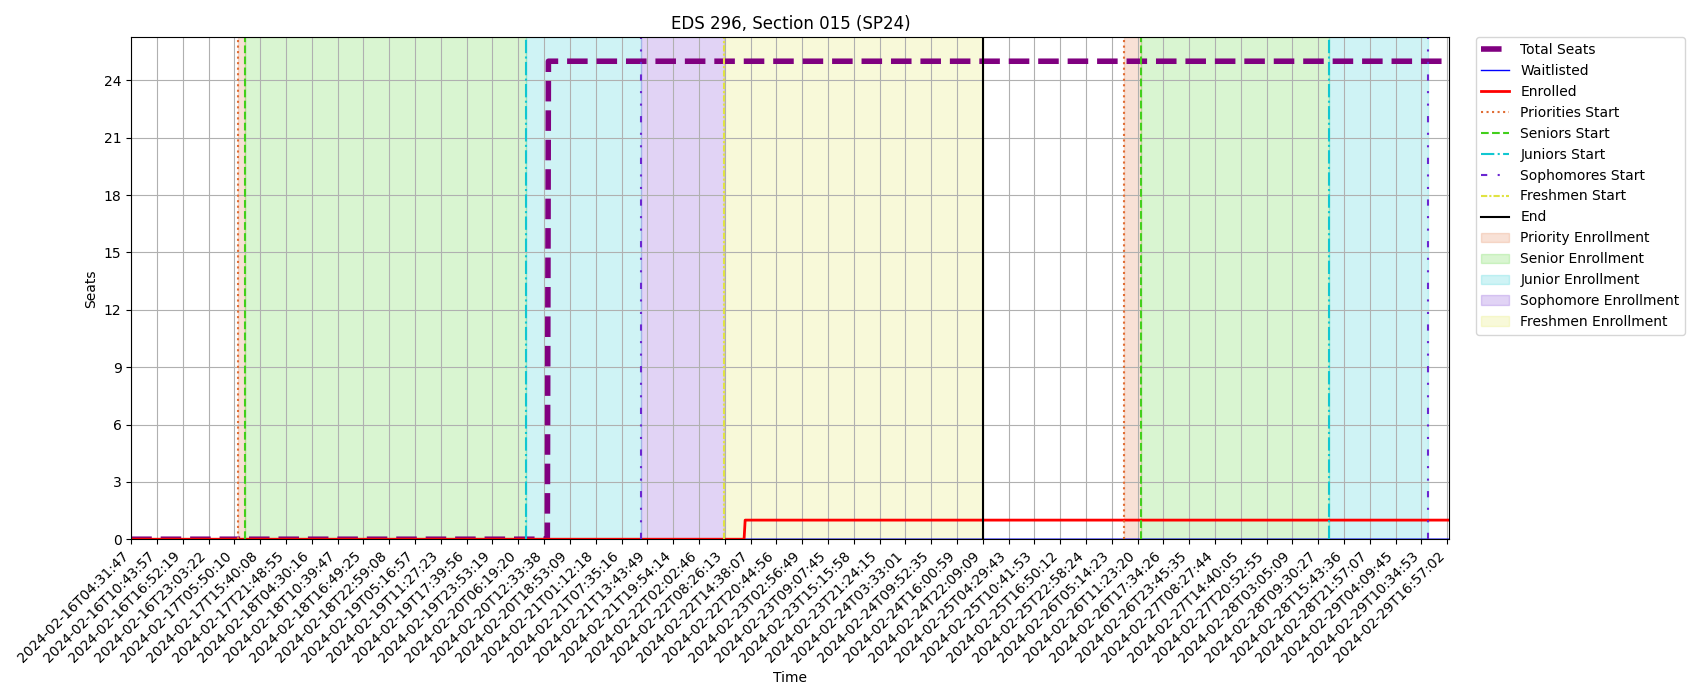 EDS 296, Section 015 (SP24)
Seats
24
21
18
15
12
9
6
3
0
2024-02-16T04:31:47
2024-02-16T10:43:57
2024-02-16T16:52:19
2024-02-16T23:03:22
2024-02-17T05:50:10
2024-02-17T15:40:08
2024-02-17T21:48:55
2024-02-18T04:30:16
2024-02-18T10:39:47
2024-02-18T16:49:25
2024-02-18T22:59:08
2024-02-19T05:16:57
2024-02-19T11:27:23
2024-02-19T17:39:56
2024-02-19T23:53:19
2024-02-20T06:19:20
2024-02-20T12:33:38
2024-02-20T18:53:09
2024-02-21T01:12:18
2024-02-21T07:35:16
2024-02-21T13:43:49
2024-02-21T19:54:14
2024-02-22T02:02:46
2024-02-22T08:26:13
2024-02-22T14:38:07
2024-02-22T20:44:56
2024-02-23T02:56:49
2024-02-23T09:07:45
2024-02-23T15:15:58
2024-02-23T21:24:15
2024-02-24T03:33:01
2024-02-24T09:52:35
2024-02-24T16:00:59
2024-02-24T22:09:09
2024-02-25T04:29:43
2024-02-25T10:41:53
2024-02-25T16:50:12
2024-02-25T22:58:24
2024-02-26T05:14:23
2024-02-26T11:23:20
2024-02-26T17:34:26
2024-02-26T23:45:35
2024-02-27T08:27:44
2024-02-27T14:40:05
2024-02-27T20:52:55
2024-02-28T03:05:09
2024-02-28T09:30:27
2024-02-28T15:43:36
2024-02-28T21:57:07
2024-02-29T04:09:45
2024-02-29T10:34:53
2024-02-29T16:57:02
Time
Total Seats
Waitlisted
Enrolled
Priorities Start
Seniors Start
Juniors Start
Sophomores Start
Freshmen Start
End
Priority Enrollment
Senior Enrollment
Junior Enrollment
Sophomore Enrollment
Freshmen Enrollment